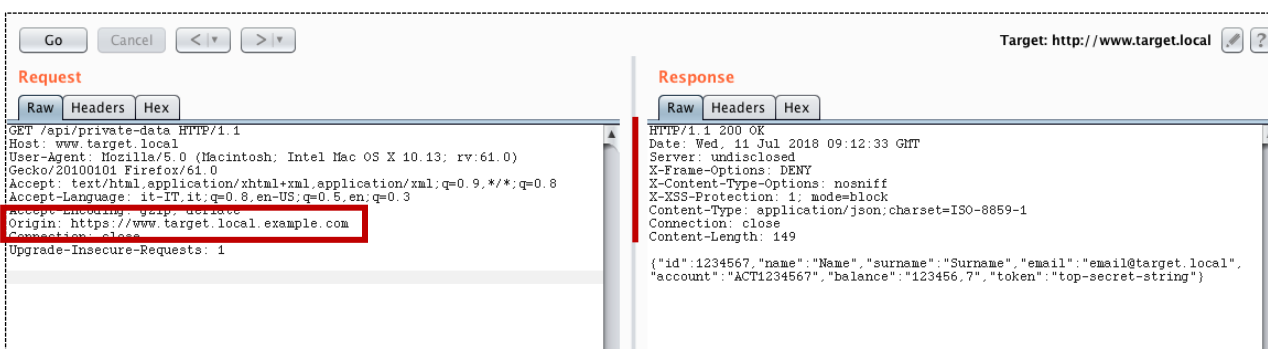 Go
Cancel
<
>
Target: http://www.target.local
?
Request
Response
Raw
Headers
Hex
Raw
Headers
Hex
GET /api/private-data HTTP/1.1
Host: www.target.local
User-Agent: Mozilla/5.0 (Macintosh; Intel Mac OS X 10.13; rv:61.0)
Gecko/20100101 Firefox/61.0
Accept: text/html,application/xhtml+xml,application/xml;q=0.9,*/*;q=0.8
Accept-Language: it-IT,it;q=0.8,en-US;q=0.5,en;q=0.3
Accept-Encoding: gzip, deflate
Origin: https://www.target.local.example.com
Connection: close
Upgrade-Insecure-Requests: 1
HTTP/1.1 200 OK
Date: Wed, 11 Jul 2018 09:12:33 GMT
Server: undisclosed
X-Frame-Options: DENY
X-Content-Type-Options: nosniff
X-XSS-Protection: 1; mode=block
Content-Type: application/json;charset=ISO-8859-1
Connection: close
Content-Length: 149
{"id":1234567,"name":"Name","surname":"Surname","email":"email@target.local",
"account":"ACT1234567","balance":"123456,7","token":"top-secret-string"}